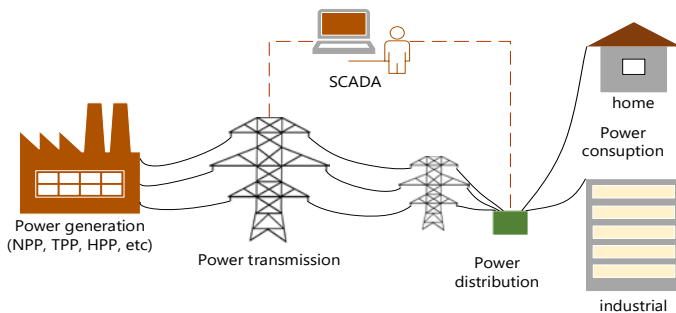 SCADA
home
Power
consuption
Power generation
(NPP, TPP, HPP, etc)
Power transmission
Power
distribution
industrial